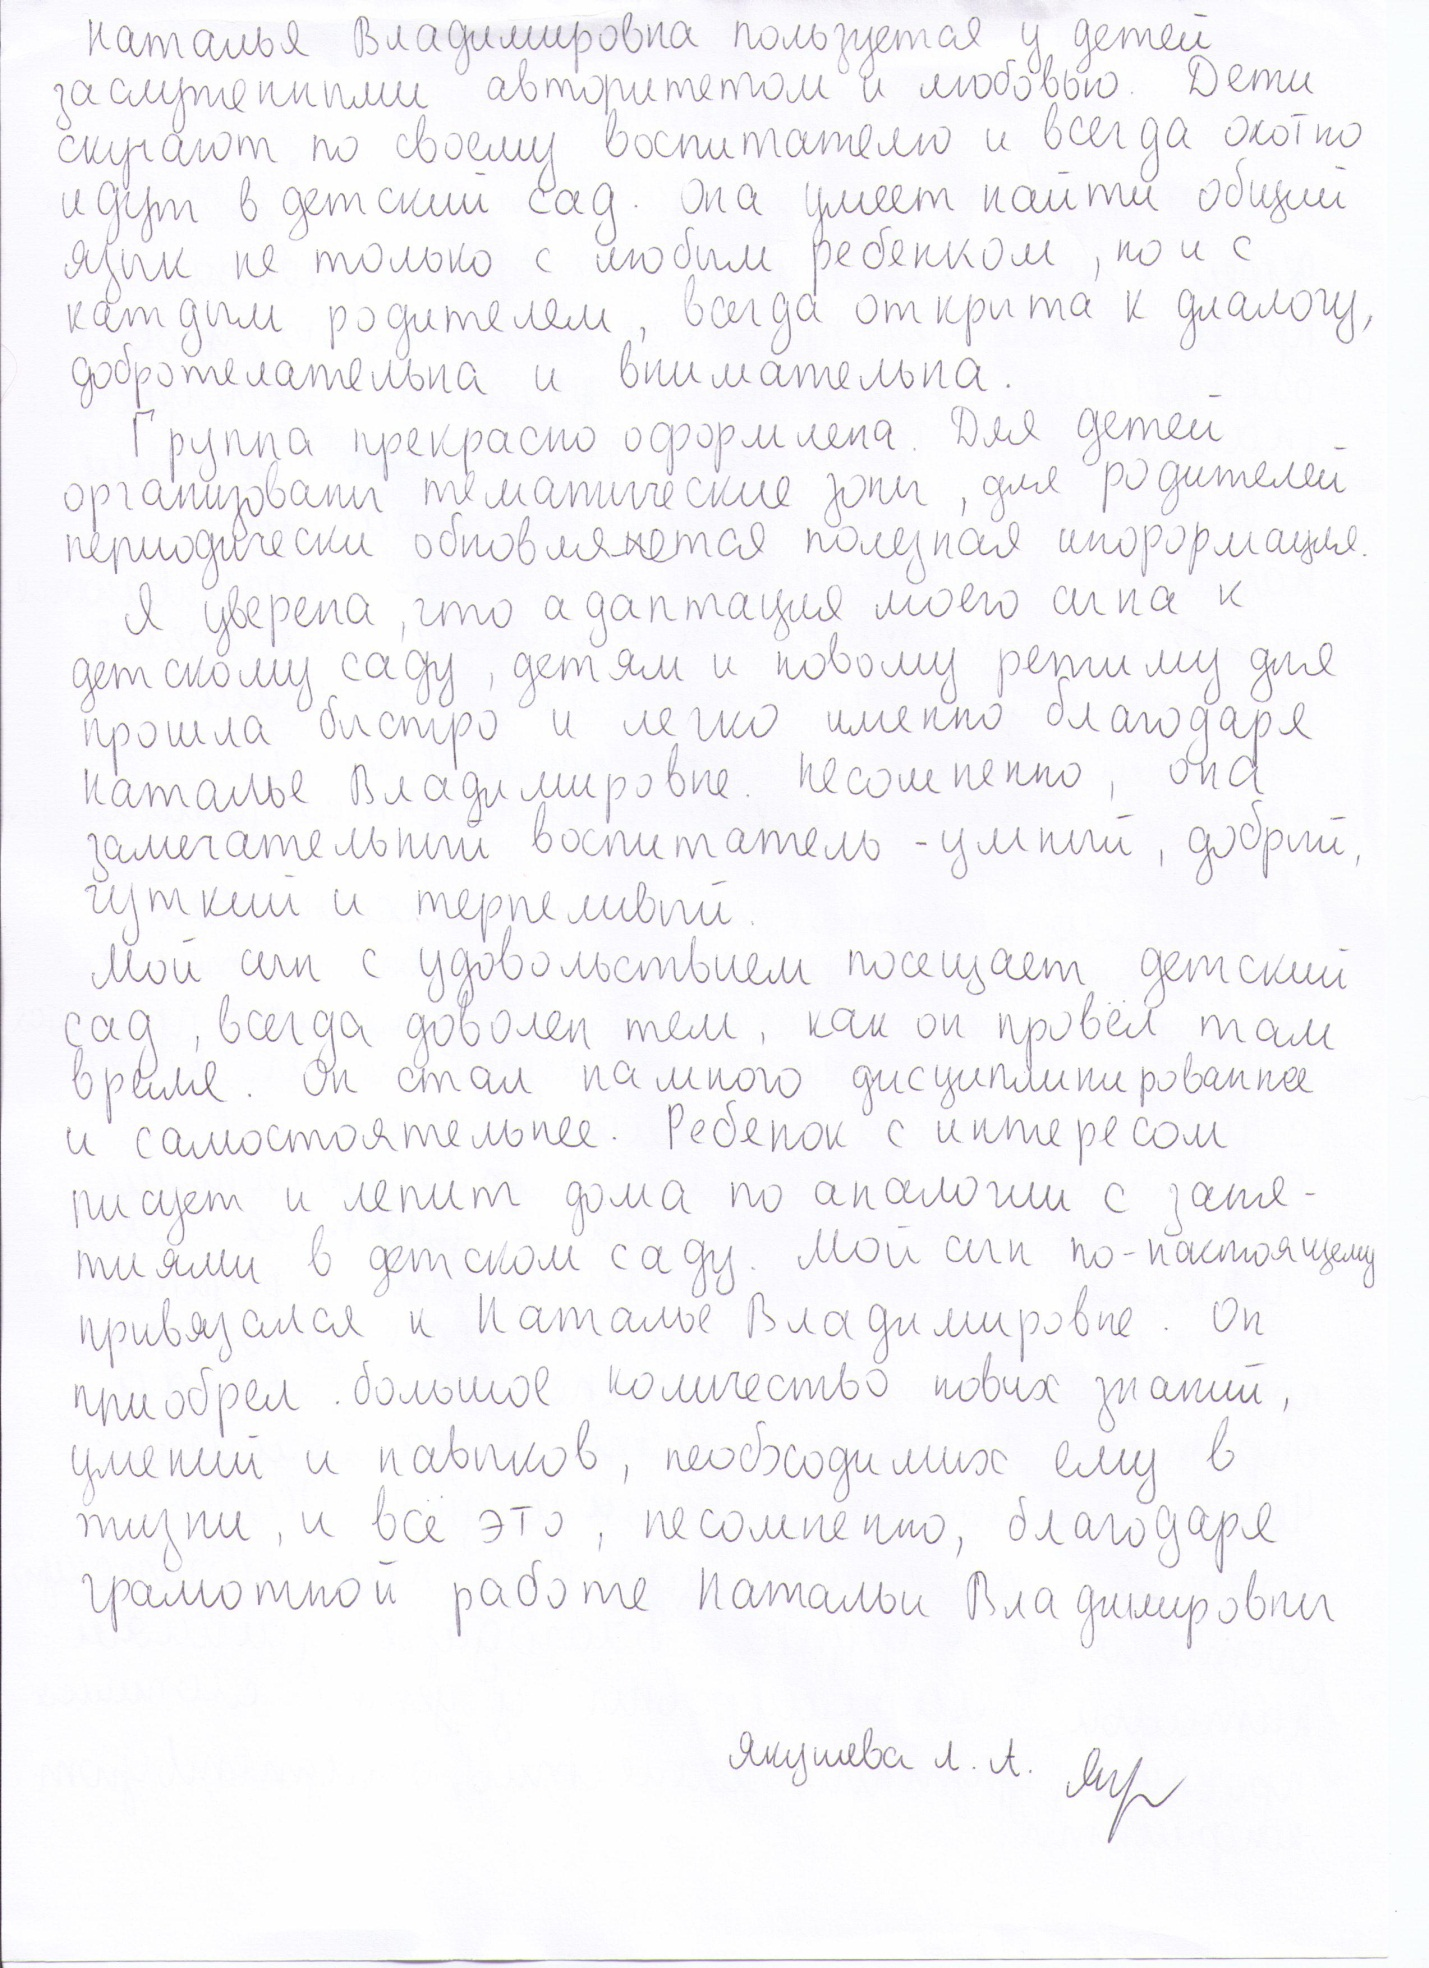 Наталья Владимировна пользуется у детей
заслуженными авторитетом и любовью. Дети
скучают по своему воспитателю и всегда охотно
идут в детский сад. Она умеет найти общий
язык не только с любым ребенком, но и с
каждым родителем, всегда открыта к диалогу,
доброжелательна и внимательна.
Группа прекрасно оформлена. Для детей
организованы тематические зоны, для родителей
периодически обновляется полезная информация.
Я уверена, что адаптация моего сына к
детскому саду, детям и новому режиму дня
прошла быстро и легко именно благодаря
Наталье Владимировне. Несомненно, она
замечательный воспитатель - умный, добрый,
чуткий и терпеливый.
Мой сын с удовольствием посещает детский
сад, всегда доволен тем, как он провёл там
время. Он стал намного дисциплинированнее
и самостоятельнее. Ребенок с интересом
рисует и лепит дома по аналогии с заня-
тиями в детском саду. Мой сын по-настоящему
привязался к Наталье Владимировне. Он
приобрел большое количество новых знаний,
умений и навыков, необходимых ему в
жизни, и всё это, несомненно, благодаря
грамотной работе Натальи Владимировны
Якушева Л. А.